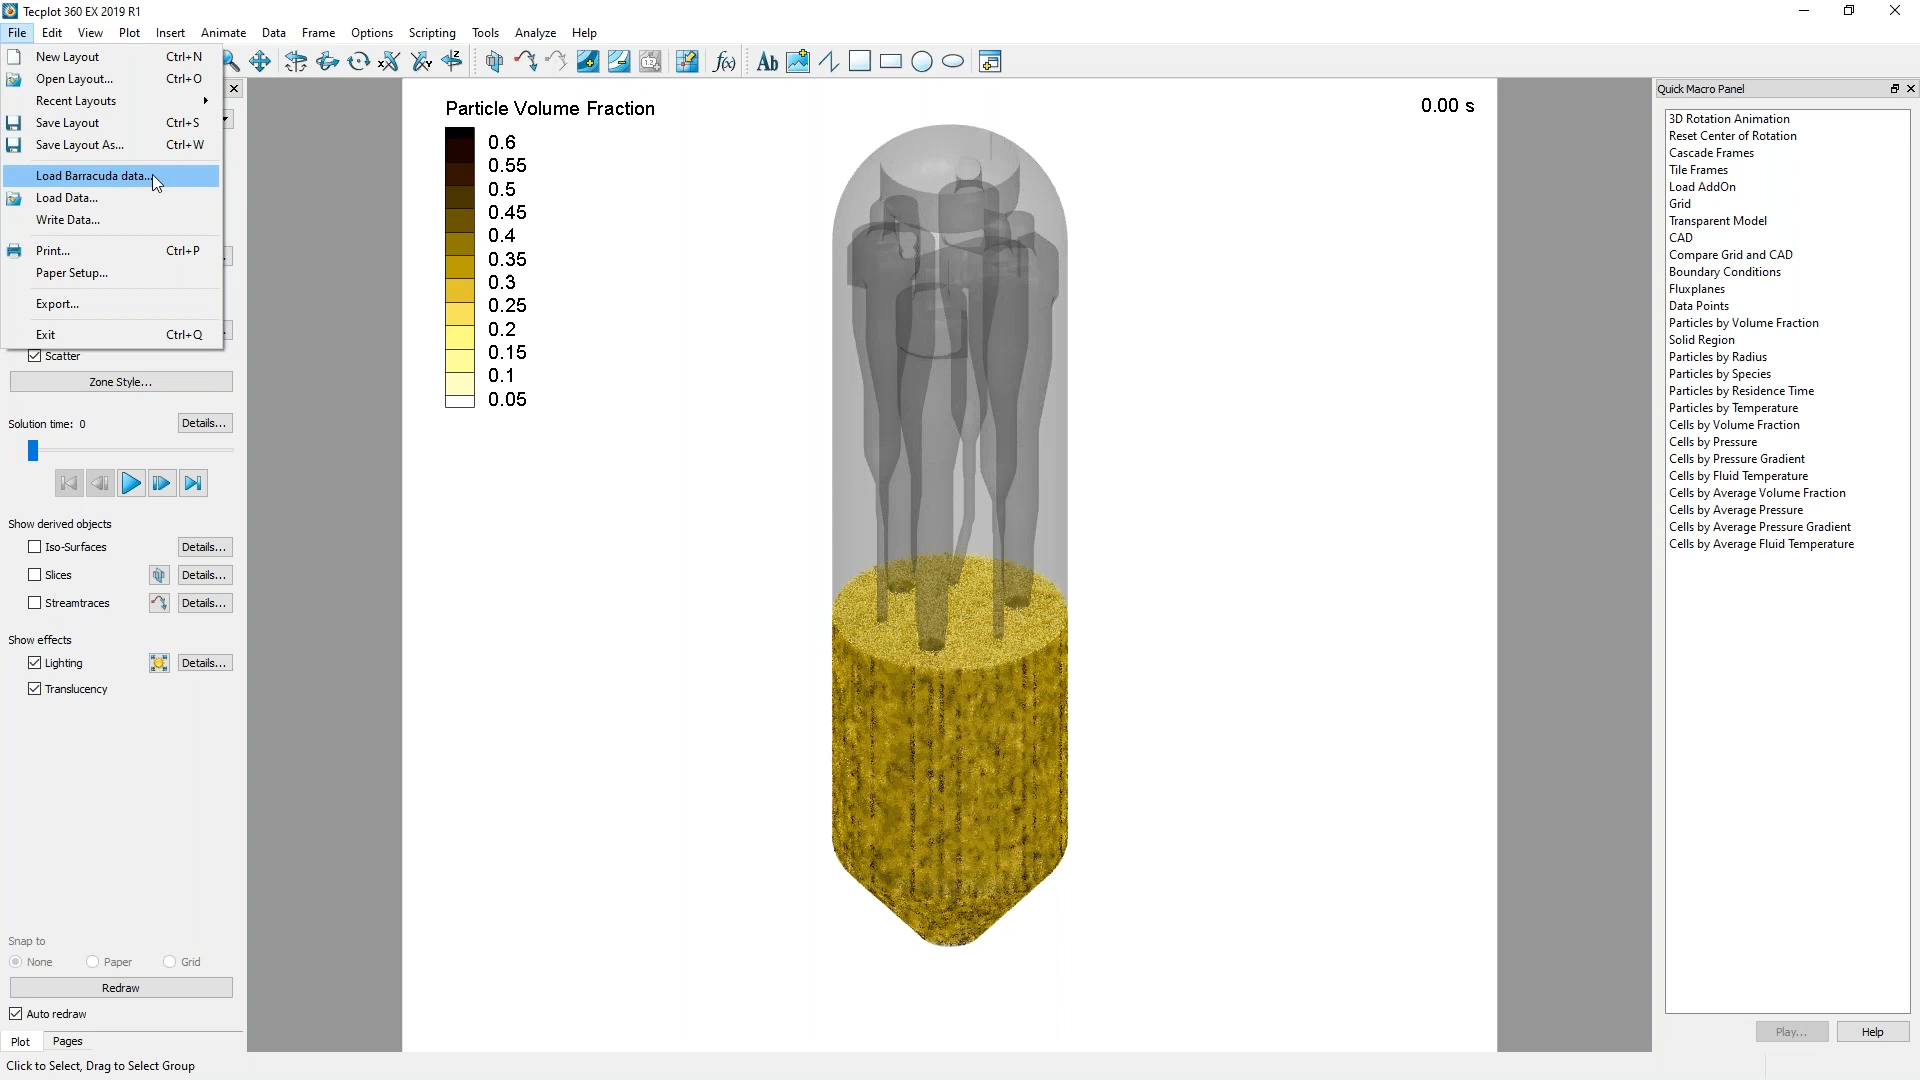 Tecplot 360 EX 2019 R1
File Edit View Plot Insert Animate Data Frame Options Scripting Tools Analyze Help
New Layout Ctrl+N
Open Layout... Ctrl+O
Recent Layouts
Save Layout Ctrl+S
Save Layout As... Ctrl+W
Load Barracuda data...
Load Data...
Write Data...
Print... Ctrl+P
Paper Setup...
Export...
Exit Ctrl+Q
Scatter
Zone Style...
Solution time: 0 Details...
Show derived objects
Iso-Surfaces Details...
Slices Details...
Streamtraces Details...
Show effects
Lighting Details...
Translucency
Snap to
None Paper Grid
Redraw
Auto redraw
Plot Pages
Click to Select, Drag to Select Group
Ab
f(x)
Particle Volume Fraction
0.6
0.55
0.5
0.45
0.4
0.35
0.3
0.25
0.2
0.15
0.1
0.05
0.00 s
Quick Macro Panel
3D Rotation Animation
Reset Center of Rotation
Cascade Frames
Tile Frames
Load AddOn
Grid
Transparent Model
CAD
Compare Grid and CAD
Boundary Conditions
Fluxplanes
Data Points
Particles by Volume Fraction
Solid Region
Particles by Radius
Particles by Species
Particles by Residence Time
Particles by Temperature
Cells by Volume Fraction
Cells by Pressure
Cells by Pressure Gradient
Cells by Fluid Temperature
Cells by Average Volume Fraction
Cells by Average Pressure
Cells by Average Pressure Gradient
Cells by Average Fluid Temperature
Play... Help